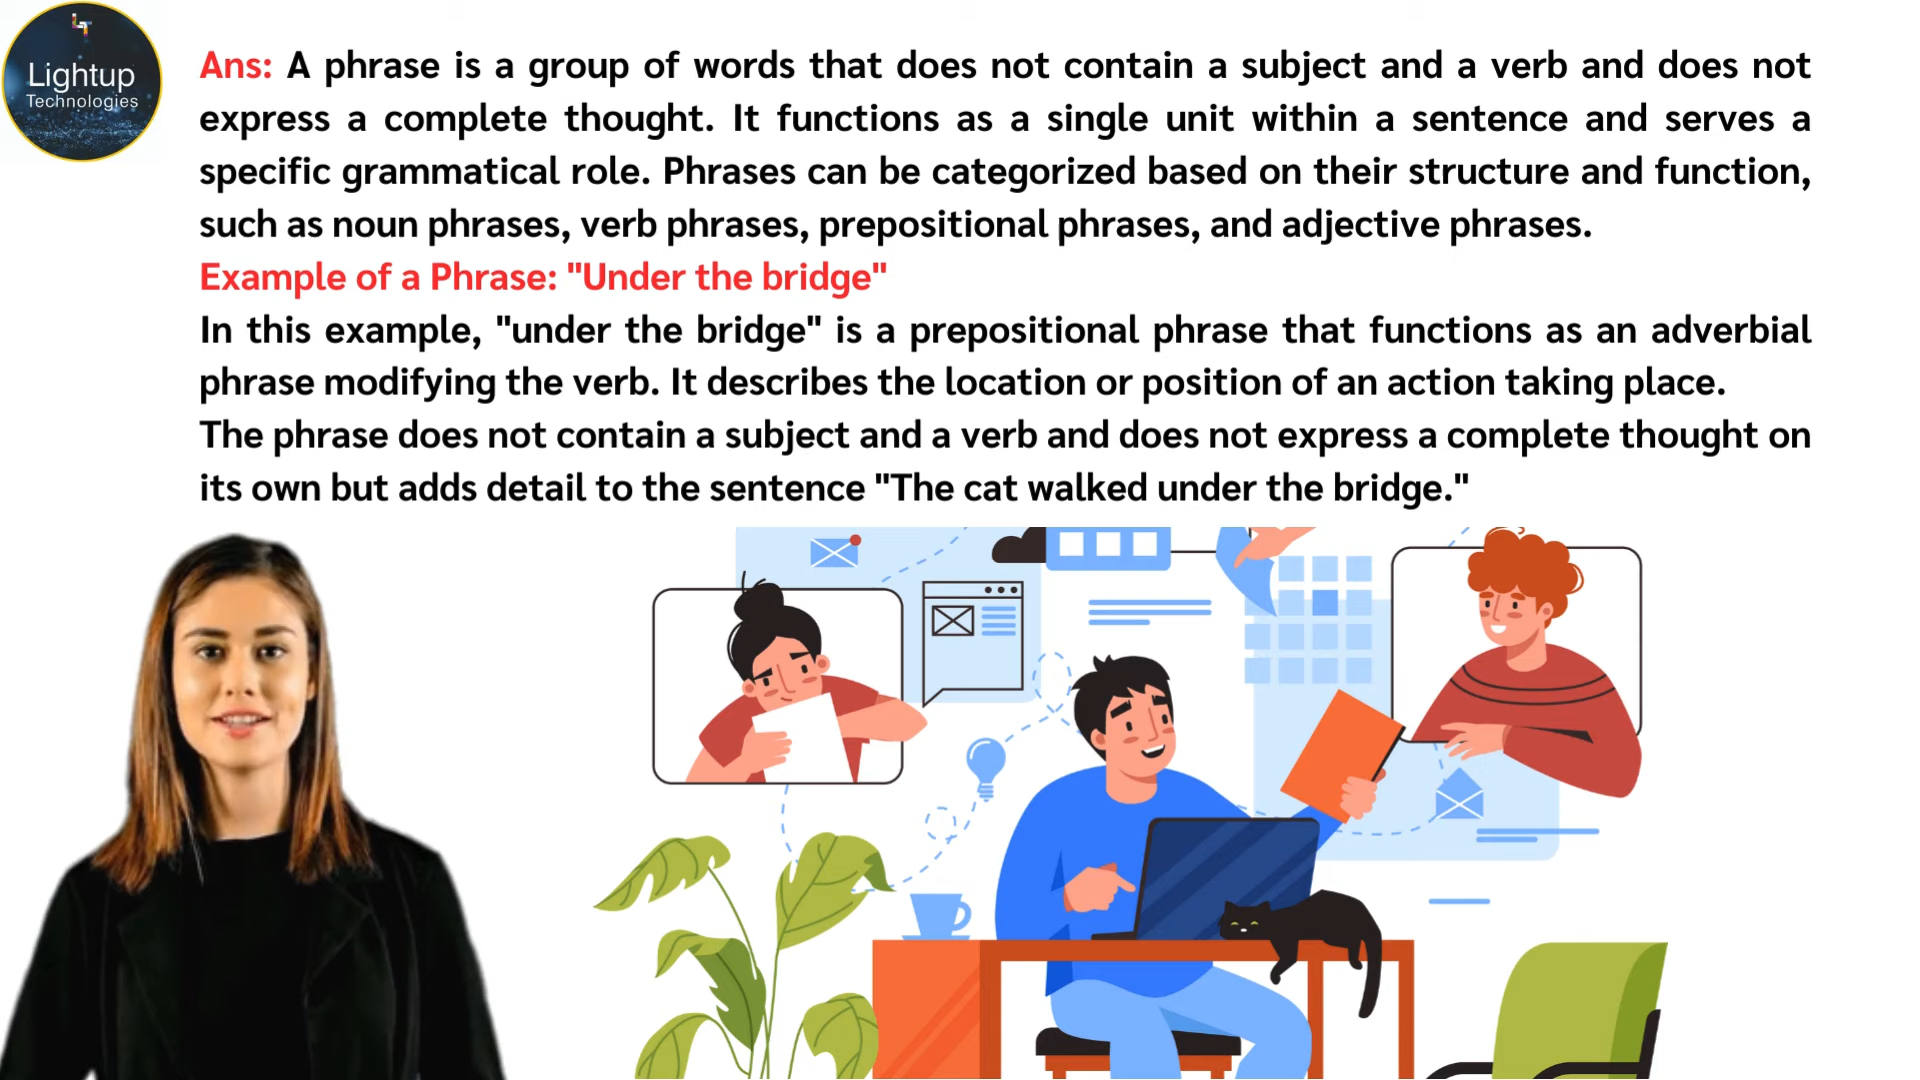 Lightup
Technologies
Ans: A phrase is a group of words that does not contain a subject and a verb and does not
express a complete thought. It functions as a single unit within a sentence and serves a
specific grammatical role. Phrases can be categorized based on their structure and function,
such as noun phrases, verb phrases, prepositional phrases, and adjective phrases.
Example of a Phrase: "Under the bridge"
In this example, "under the bridge" is a prepositional phrase that functions as an adverbial
phrase modifying the verb. It describes the location or position of an action taking place.
The phrase does not contain a subject and a verb and does not express a complete thought on
its own but adds detail to the sentence "The cat walked under the bridge."